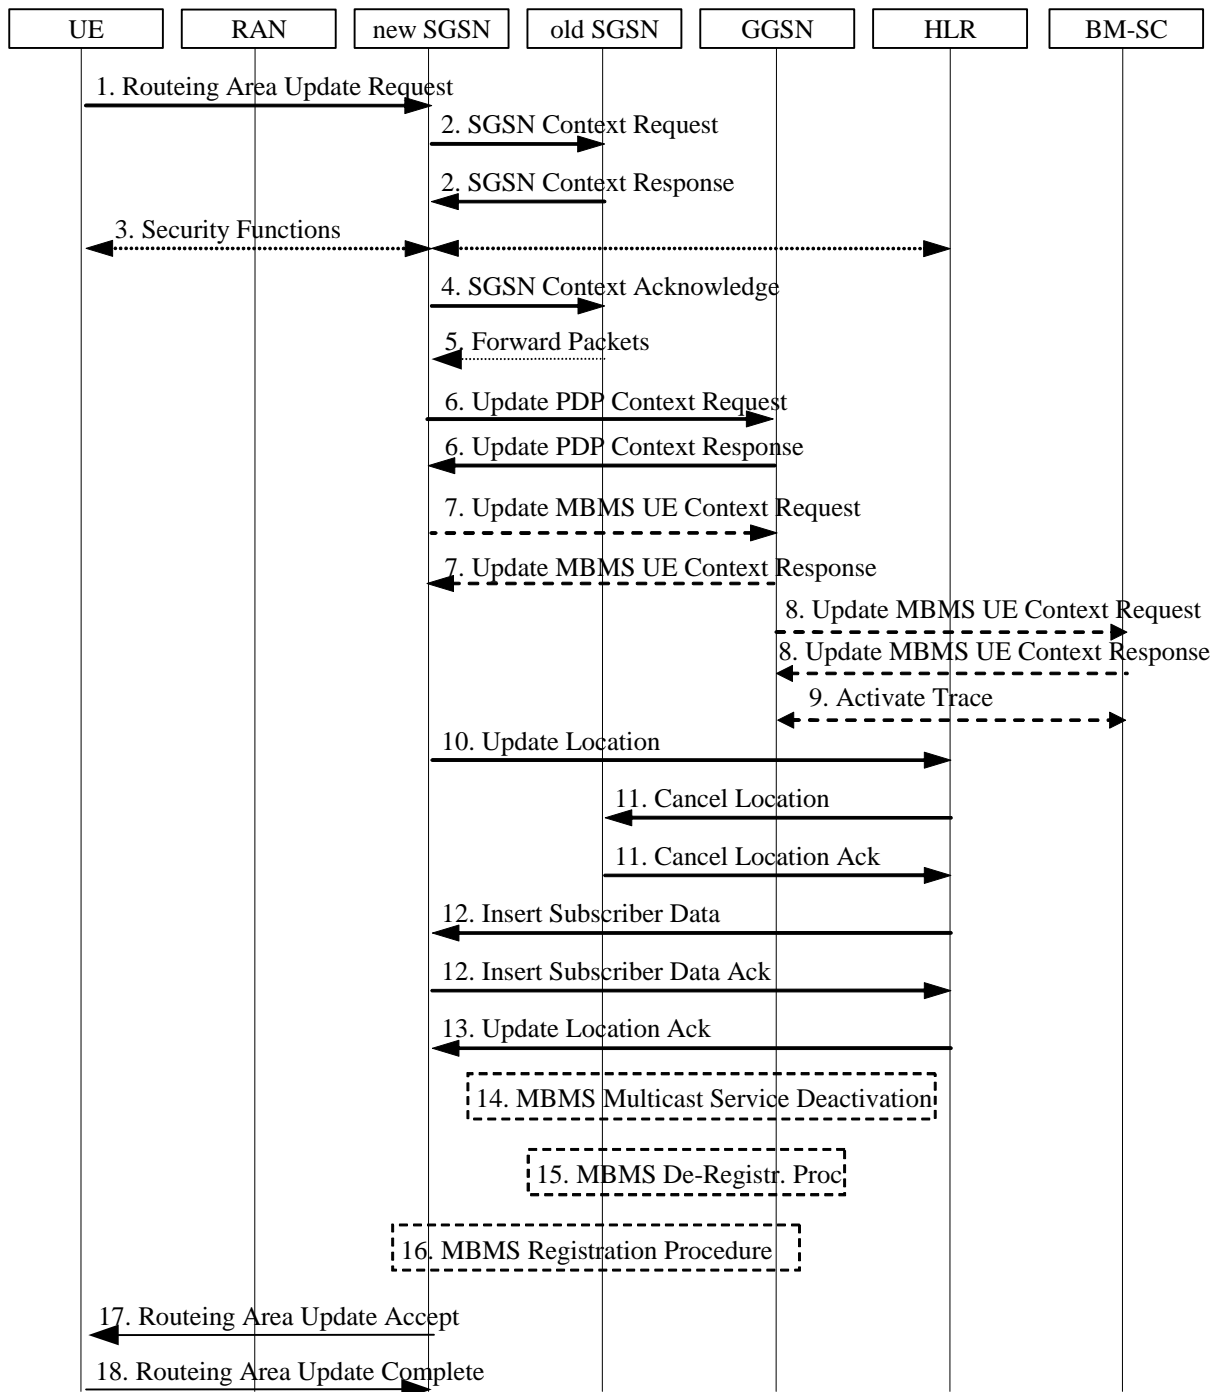 UE
RAN
new SGSN
old SGSN
GGSN
HLR
BM-SC
1. Routeing Area Update Request
2. SGSN Context Request
2. SGSN Context Response
3. Security Functions
4. SGSN Context Acknowledge
5. Forward Packets
6. Update PDP Context Request
6. Update PDP Context Response
7. Update MBMS UE Context Request
7. Update MBMS UE Context Response
8. Update MBMS UE Context Request
8. Update MBMS UE Context Response
9. Activate Trace
10. Update Location
11. Cancel Location
11. Cancel Location Ack
12. Insert Subscriber Data
12. Insert Subscriber Data Ack
13. Update Location Ack
14. MBMS Multicast Service Deactivation
15. MBMS De-Registr. Proc
16. MBMS Registration Procedure
17. Routeing Area Update Accept
18. Routeing Area Update Complete